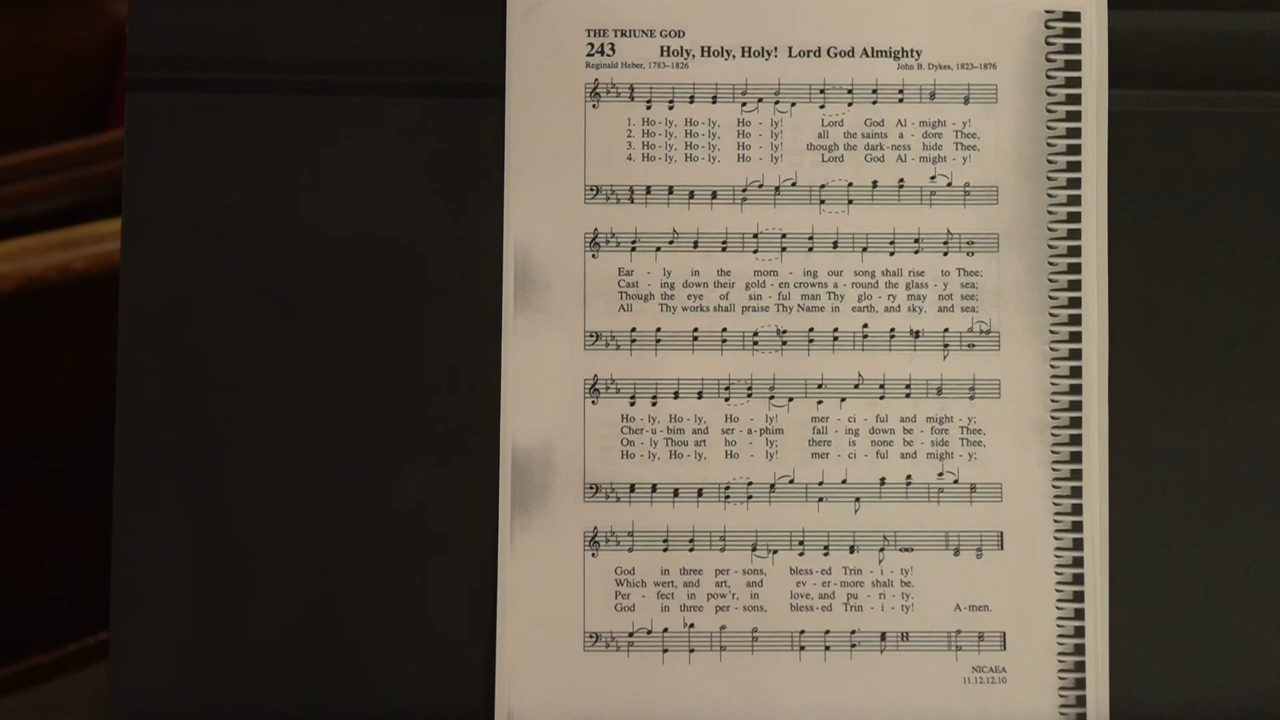 THE TRIUNE GOD
243 Holy, Holy, Holy! Lord God Almighty
Reginald Heber, 1783–1826 John B. Dykes, 1823–1876
1. Ho - ly, Ho - ly, Ho - ly! Lord God Al - might - y!
2. Ho - ly, Ho - ly, Ho - ly! all the saints a - dore Thee,
3. Ho - ly, Ho - ly, Ho - ly! though the dark - ness hide Thee,
4. Ho - ly, Ho - ly, Ho - ly! Lord God Al - might - y!
Ear - ly in the morn - ing our song shall rise to Thee;
Cast - ing down their gold - en crowns a - round the glass - y sea;
Though the eye of sin - ful man Thy glo - ry may not see;
All Thy works shall praise Thy Name in earth, and sky, and sea;
Ho - ly, Ho - ly, Ho - ly! mer - ci - ful and might - y;
Cher - u - bim and ser - a - phim fall - ing down be - fore Thee,
On - ly Thou art ho - ly; there is none be - side Thee,
Ho - ly, Ho - ly, Ho - ly! mer - ci - ful and might - y;
God in three per - sons, bless - ed Trin - i - ty!
Which wert, and art, and ev - er - more shalt be.
Per - fect in pow'r, in love, and pu - ri - ty.
God in three per - sons, bless - ed Trin - i - ty! A - men.
NICAEA
11.12.12.10